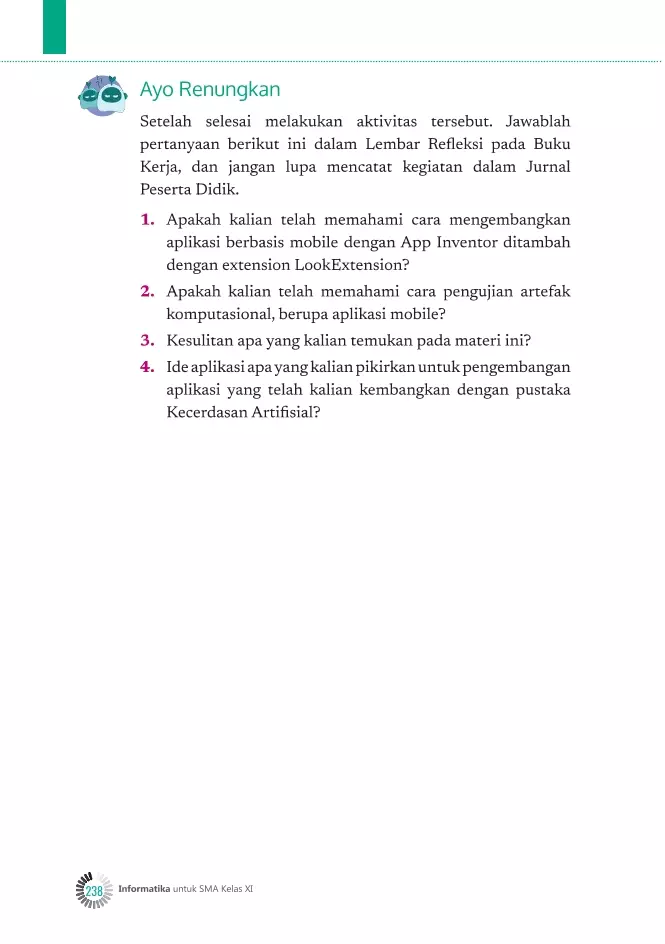 Ayo Renungkan
Setelah selesai melakukan aktivitas tersebut. Jawablah
pertanyaan berikut ini dalam Lembar Refleksi pada Buku
Kerja, dan jangan lupa mencatat kegiatan dalam Jurnal
Peserta Didik.
1. Apakah kalian telah memahami cara mengembangkan
aplikasi berbasis mobile dengan App Inventor ditambah
dengan extension LookExtension?
2. Apakah kalian telah memahami cara pengujian artefak
komputasional, berupa aplikasi mobile?
3. Kesulitan apa yang kalian temukan pada materi ini?
4. Ide aplikasi apa yang kalian pikirkan untuk pengembangan
aplikasi yang telah kalian kembangkan dengan pustaka
Kecerdasan Artifisial?
238 Informatika untuk SMA Kelas XI